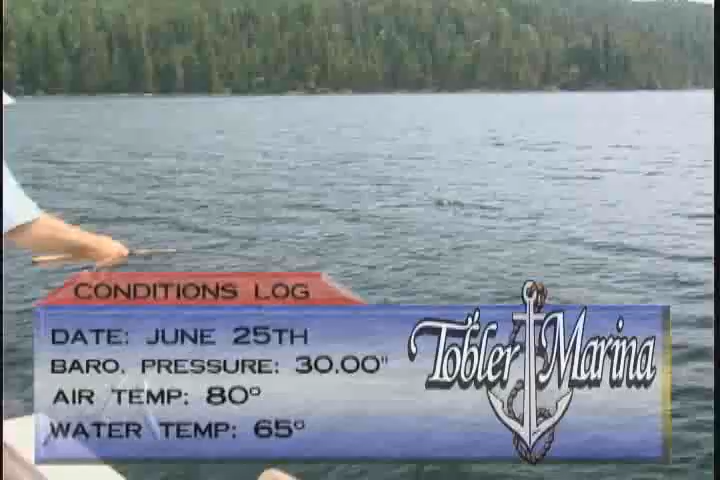 CONDITIONS LOG
DATE: JUNE 25TH
BARO. PRESSURE: 30.00"
AIR TEMP: 80°
WATER TEMP: 65°
Tobler Marina